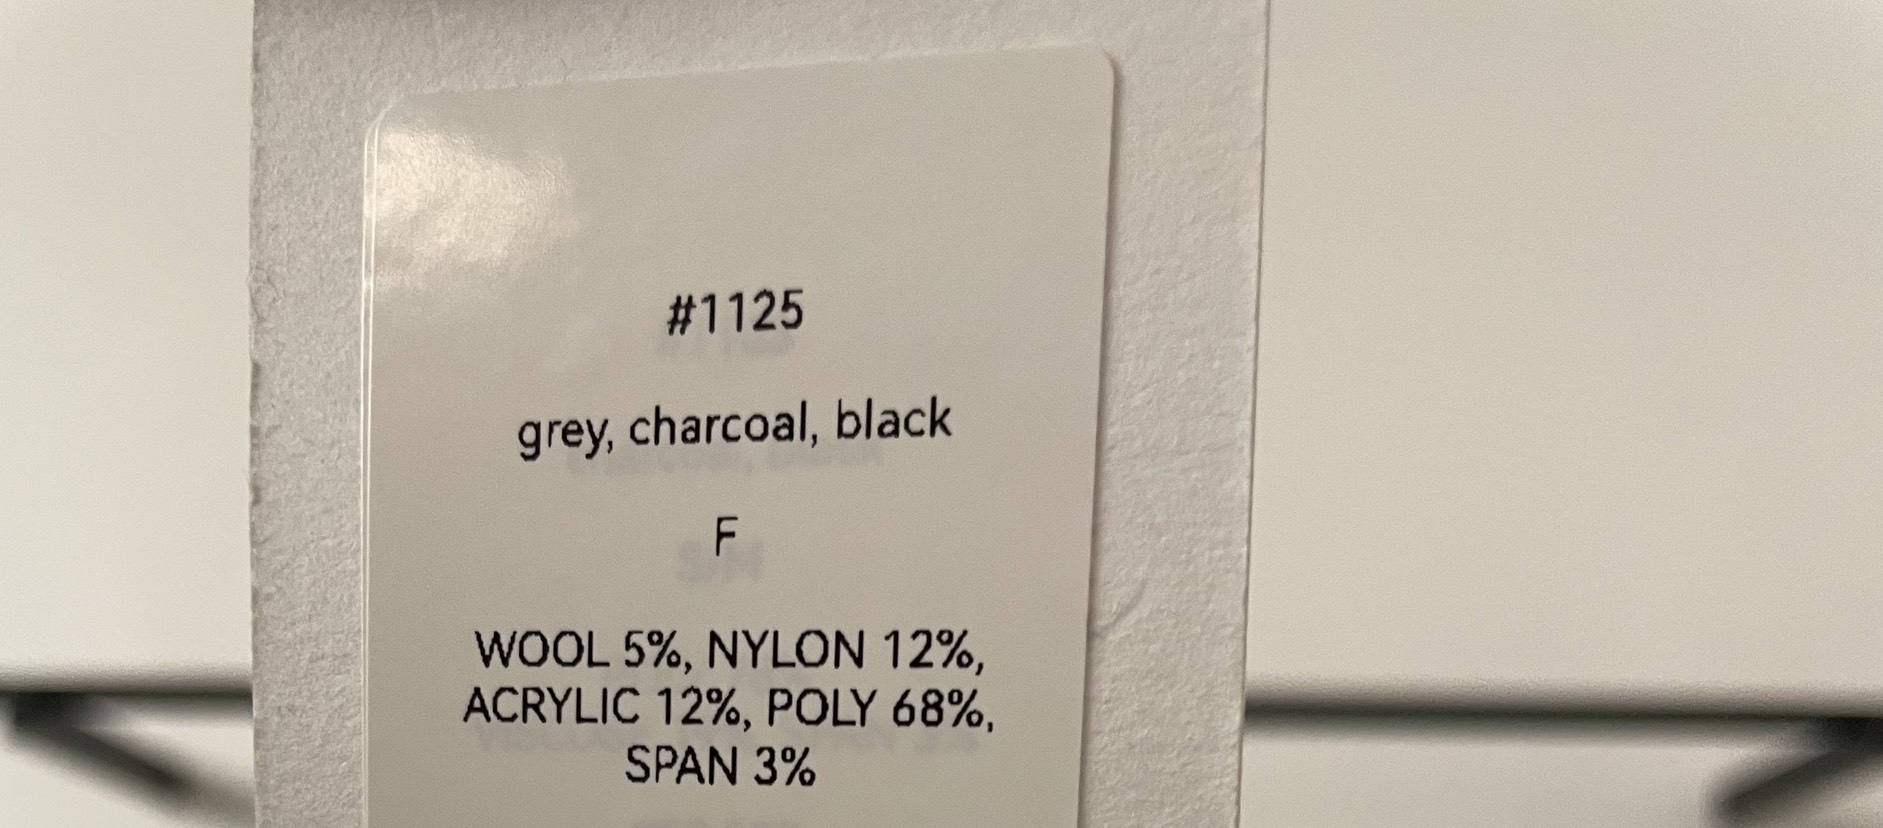 #1125
grey, charcoal, black
F
WOOL 5%, NYLON 12%,
ACRYLIC 12%, POLY 68%,
SPAN 3%